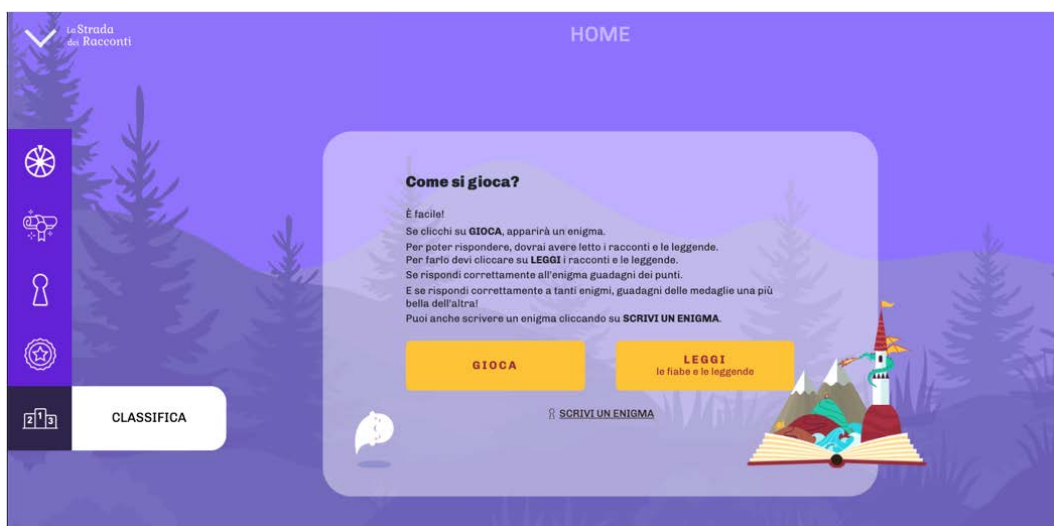 La Strada
dei Racconti
HOME
Come si gioca?
È facile!
Se clicchi su GIOCA, apparirà un enigma.
Per poter rispondere, dovrai avere letto i racconti e le leggende.
Per farlo devi cliccare su LEGGI i racconti e le leggende.
Se rispondi correttamente all'enigma guadagni dei punti.
E se rispondi correttamente a tanti enigmi, guadagni delle medaglie una più
bella dell'altra!
Puoi anche scrivere un enigma cliccando su SCRIVI UN ENIGMA.
GIOCA
LEGGI
le fiabe e le leggende
SCRIVI UN ENIGMA
2 1 3
CLASSIFICA